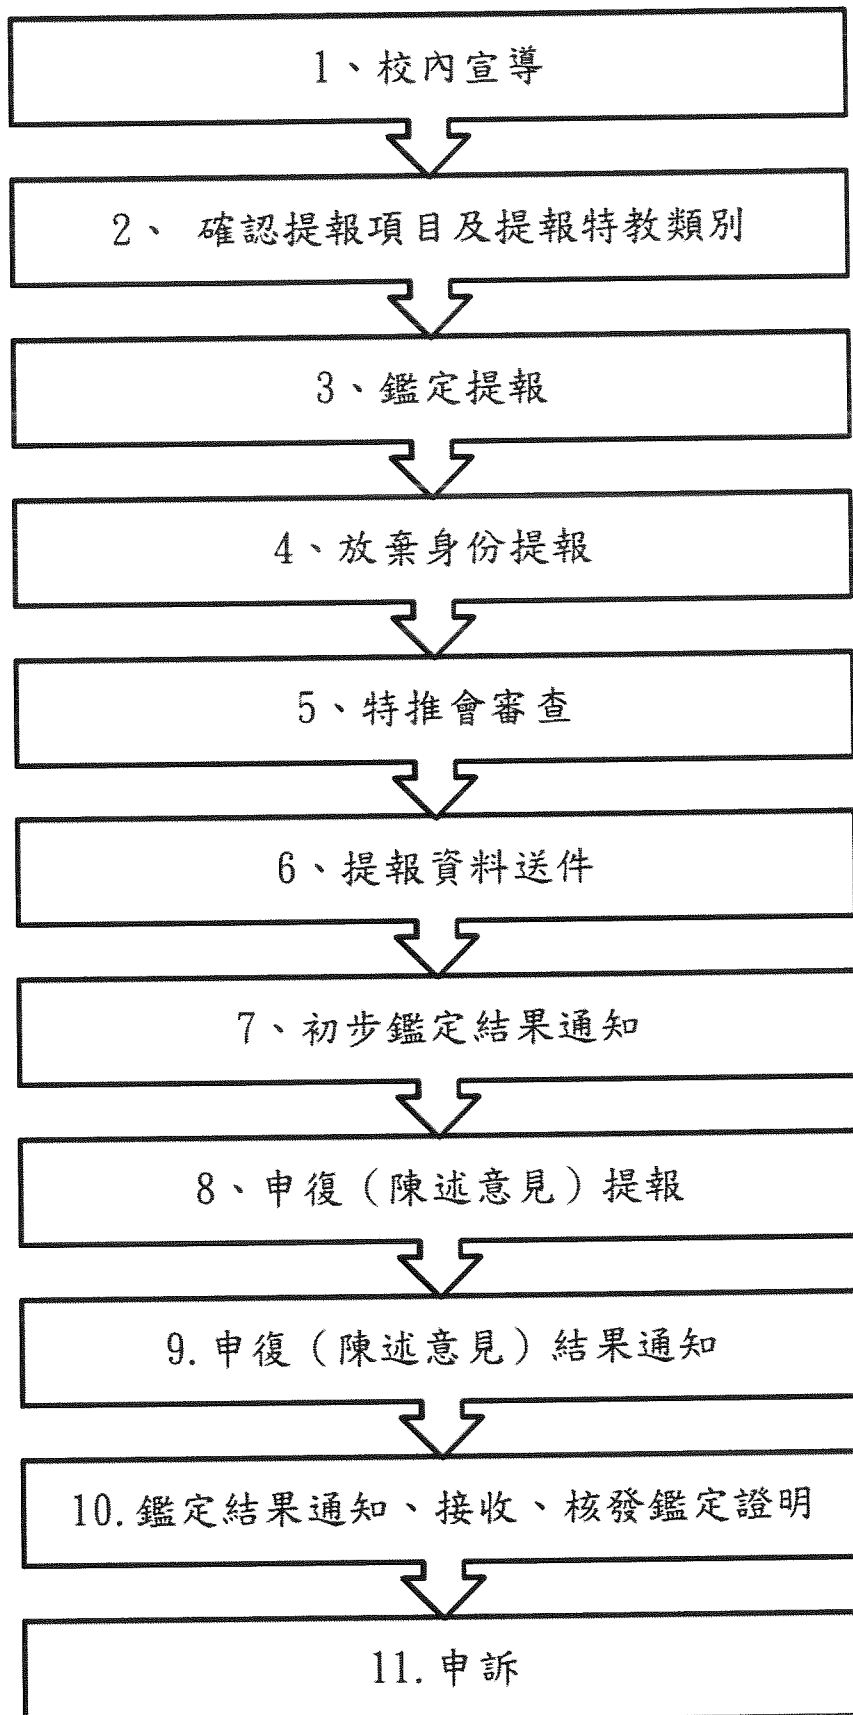 1、校內宣導
2、 確認提報項目及提報特教類別
3、鑑定提報
4、放棄身份提報
5、特推會審查
6、提報資料送件
7、初步鑑定結果通知
8、申復（陳述意見）提報
9.申復（陳述意見）結果通知
10.鑑定結果通知、接收、核發鑑定證明
11.申訴